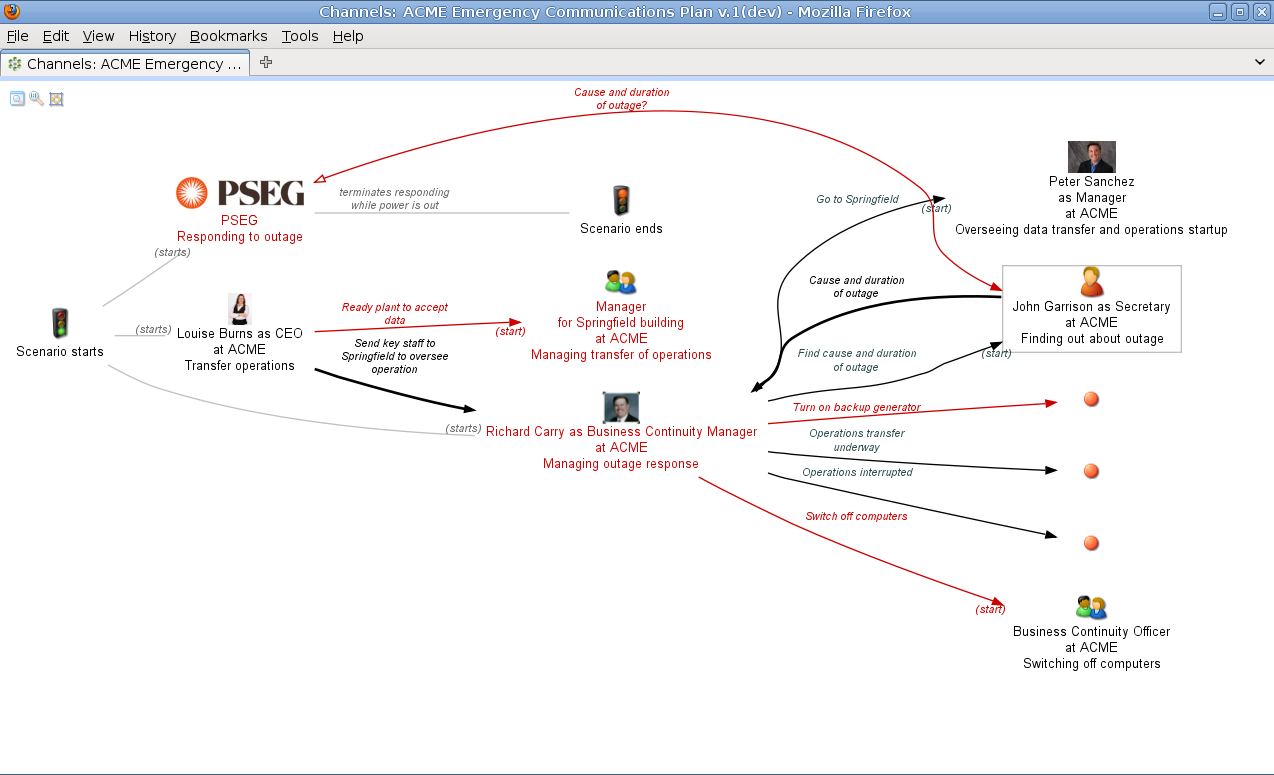 Channels: ACME Emergency Communications Plan v.1(dev) - Mozilla Firefox
File Edit View History Bookmarks Tools Help
Channels: ACME Emergency ...
Cause and duration
of outage?
PSEG
PSEG
Responding to outage
terminates responding
while power is out
Scenario ends
Go to Springfield
(start)
Peter Sanchez
as Manager
at ACME
Overseeing data transfer and operations startup
(starts)
Scenario starts
(starts)
Louise Burns as CEO
at ACME
Transfer operations
Ready plant to accept
data
(start)
Send key staff to
Springfield to oversee
operation
Manager
for Springfield building
at ACME
Managing transfer of operations
Cause and duration
of outage
John Garrison as Secretary
at ACME
Finding out about outage
Find cause and duration
of outage
(start)
(starts)
Richard Carry as Business Continuity Manager
at ACME
Managing outage response
Turn on backup generator
Operations transfer
underway
Operations interrupted
Switch off computers
(start)
Business Continuity Officer
at ACME
Switching off computers